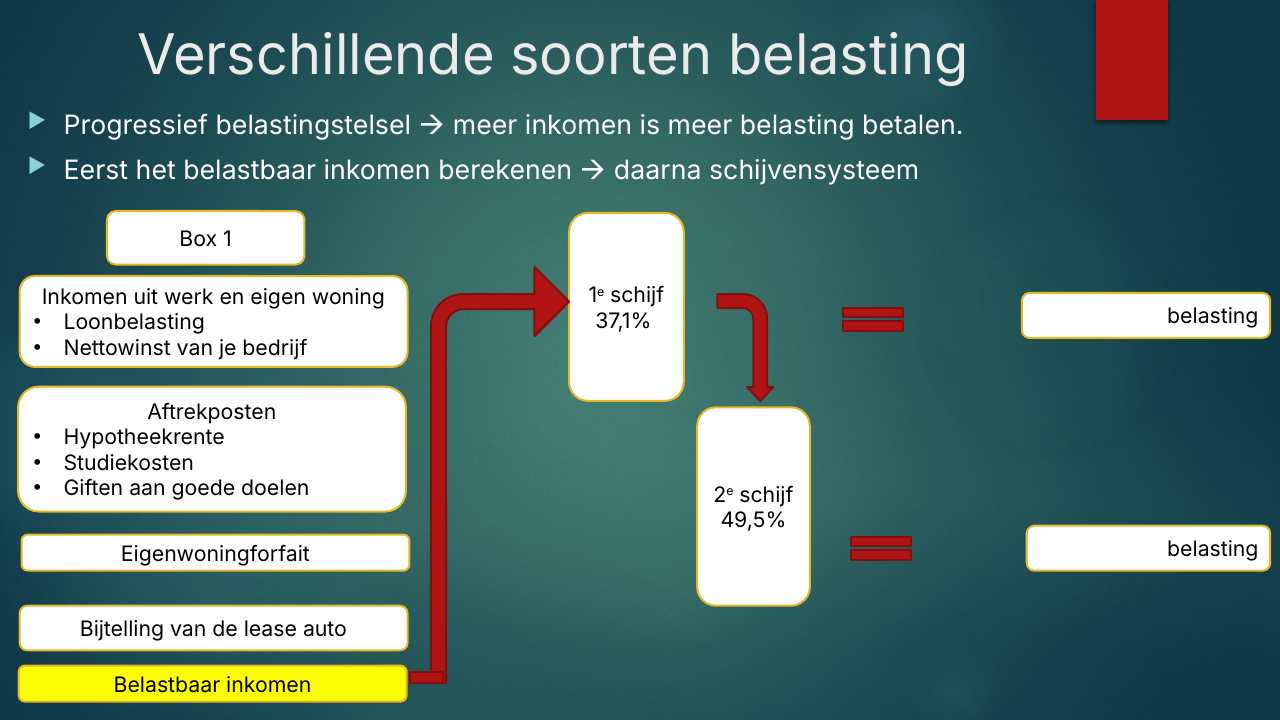 Verschillende soorten belasting
Progressief belastingstelsel → meer inkomen is meer belasting betalen.
Eerst het belastbaar inkomen berekenen → daarna schijvensysteem
Box 1
Inkomen uit werk en eigen woning
• Loonbelasting
• Nettowinst van je bedrijf
Aftrekposten
• Hypotheekrente
• Studiekosten
• Giften aan goede doelen
Eigenwoningforfait
Bijtelling van de lease auto
Belastbaar inkomen
1e schijf
37,1%
belasting
2e schijf
49,5%
belasting